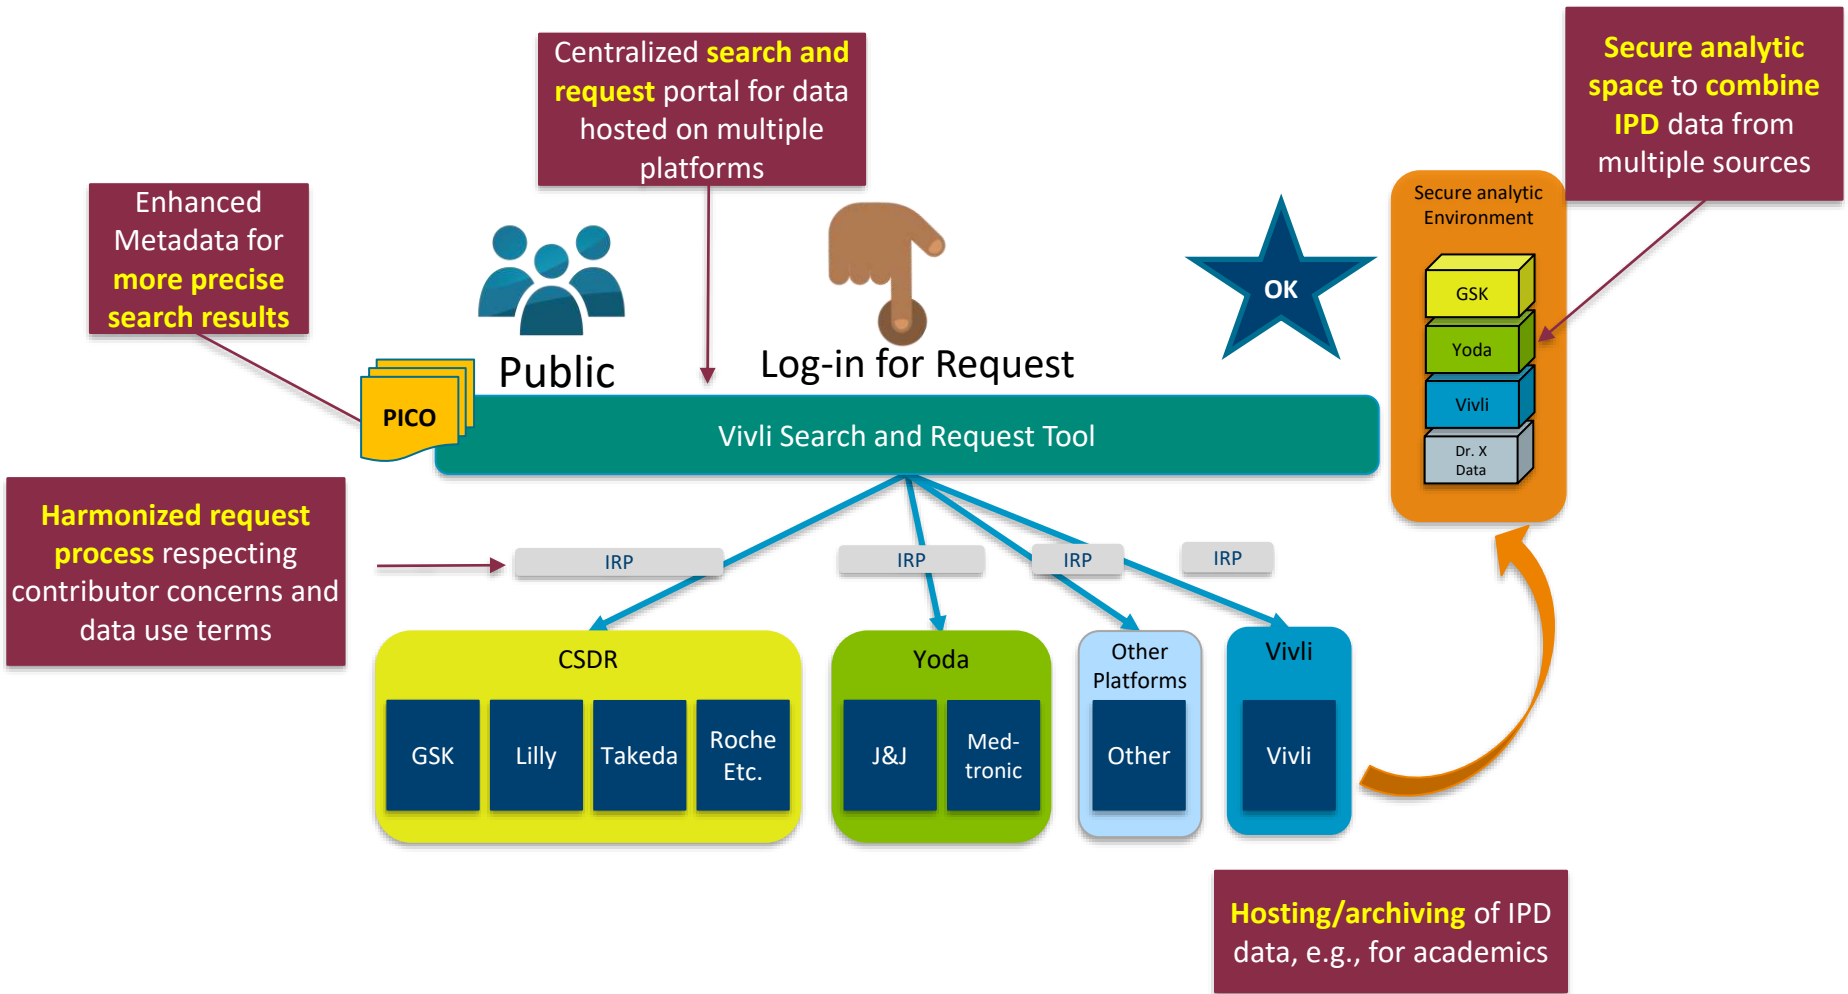 Centralized search and
request portal for data
hosted on multiple
platforms
Secure analytic
space to combine
IPD data from
multiple sources
Enhanced
Metadata for
more precise
search results
Secure analytic
Environment
GSK
Yoda
Vivli
Dr. X
Data
OK
Public
Log-in for Request
PICO
Vivli Search and Request Tool
Harmonized request
process respecting
contributor concerns and
data use terms
IRP
IRP
IRP
IRP
CSDR
GSK
Lilly
Takeda
Roche
Etc.
Yoda
J&J
Med-
tronic
Other
Platforms
Other
Vivli
Vivli
Hosting/archiving of IPD
data, e.g., for academics